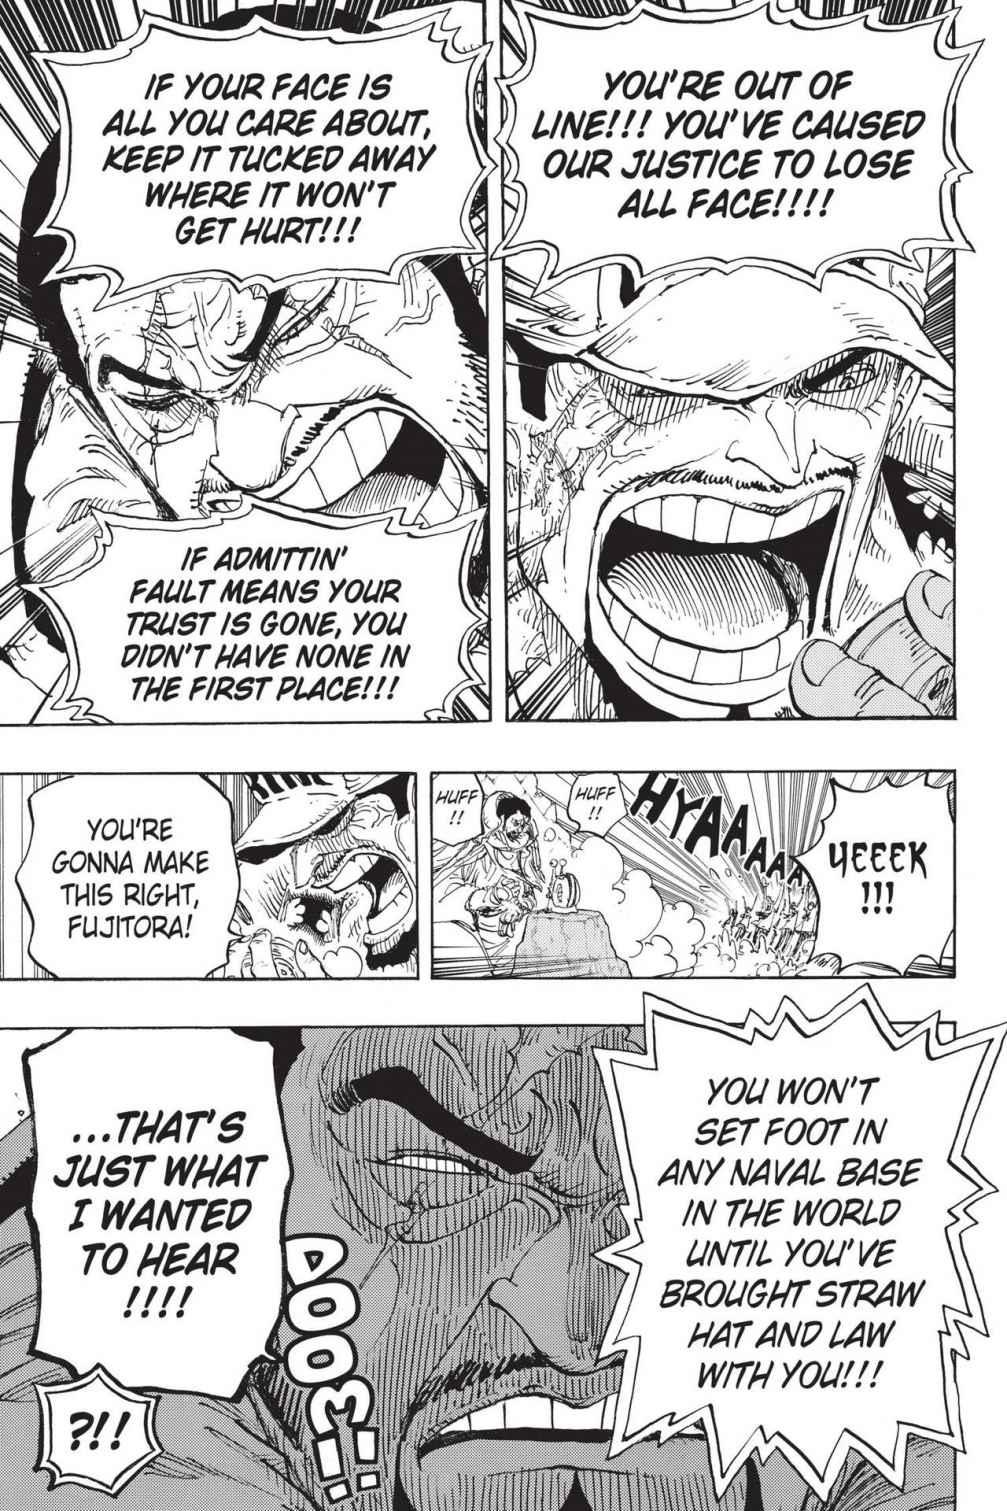 YOU'RE OUT OF
LINE!!! YOU'VE CAUSED
OUR JUSTICE TO LOSE
ALL FACE!!!!
IF YOUR FACE IS
ALL YOU CARE ABOUT,
KEEP IT TUCKED AWAY
WHERE IT WON'T
GET HURT!!!
IF ADMITTIN'
FAULT MEANS YOUR
TRUST IS GONE, YOU
DIDN'T HAVE NONE IN
THE FIRST PLACE!!!
YEEEK
!!!
HYAAAAA
HUFF
!!
HUFF
!!
YOU'RE
GONNA MAKE
THIS RIGHT,
FUJITORA!
YOU WON'T
SET FOOT IN
ANY NAVAL BASE
IN THE WORLD
UNTIL YOU'VE
BROUGHT STRAW
HAT AND LAW
WITH YOU!!!
...THAT'S
JUST WHAT
I WANTED
TO HEAR
!!!!
DOOM!!
?!!